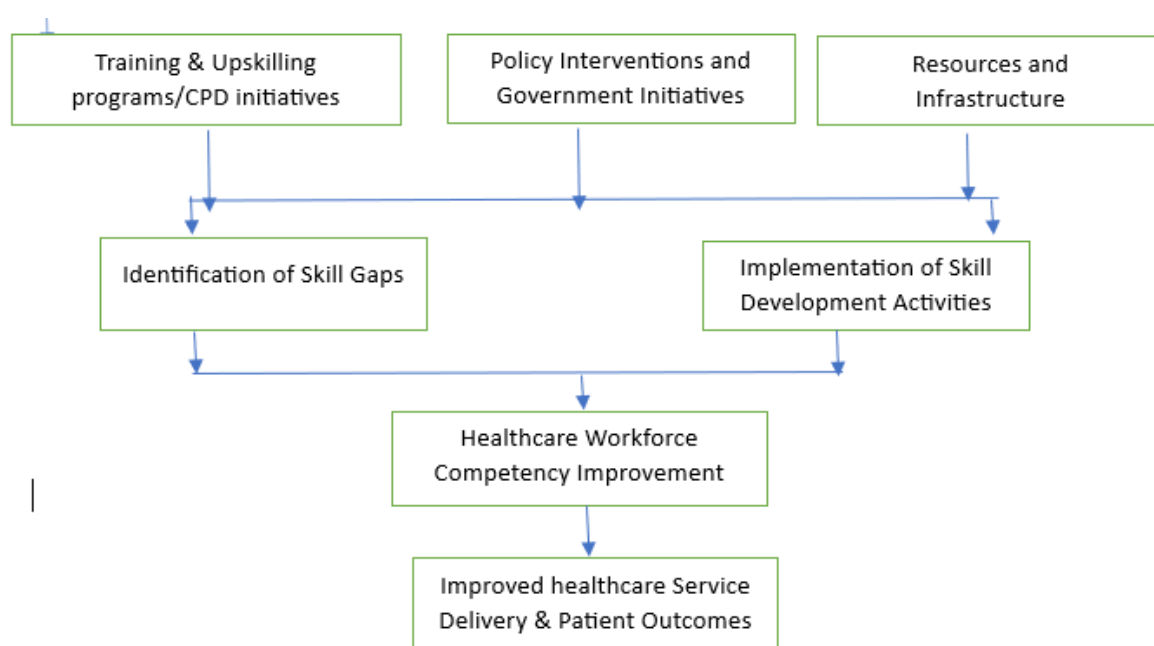 Training & Upskilling
programs/CPD initiatives
Policy Interventions and
Government Initiatives
Resources and
Infrastructure
Identification of Skill Gaps
Implementation of Skill
Development Activities
Healthcare Workforce
Competency Improvement
Improved healthcare Service
Delivery & Patient Outcomes